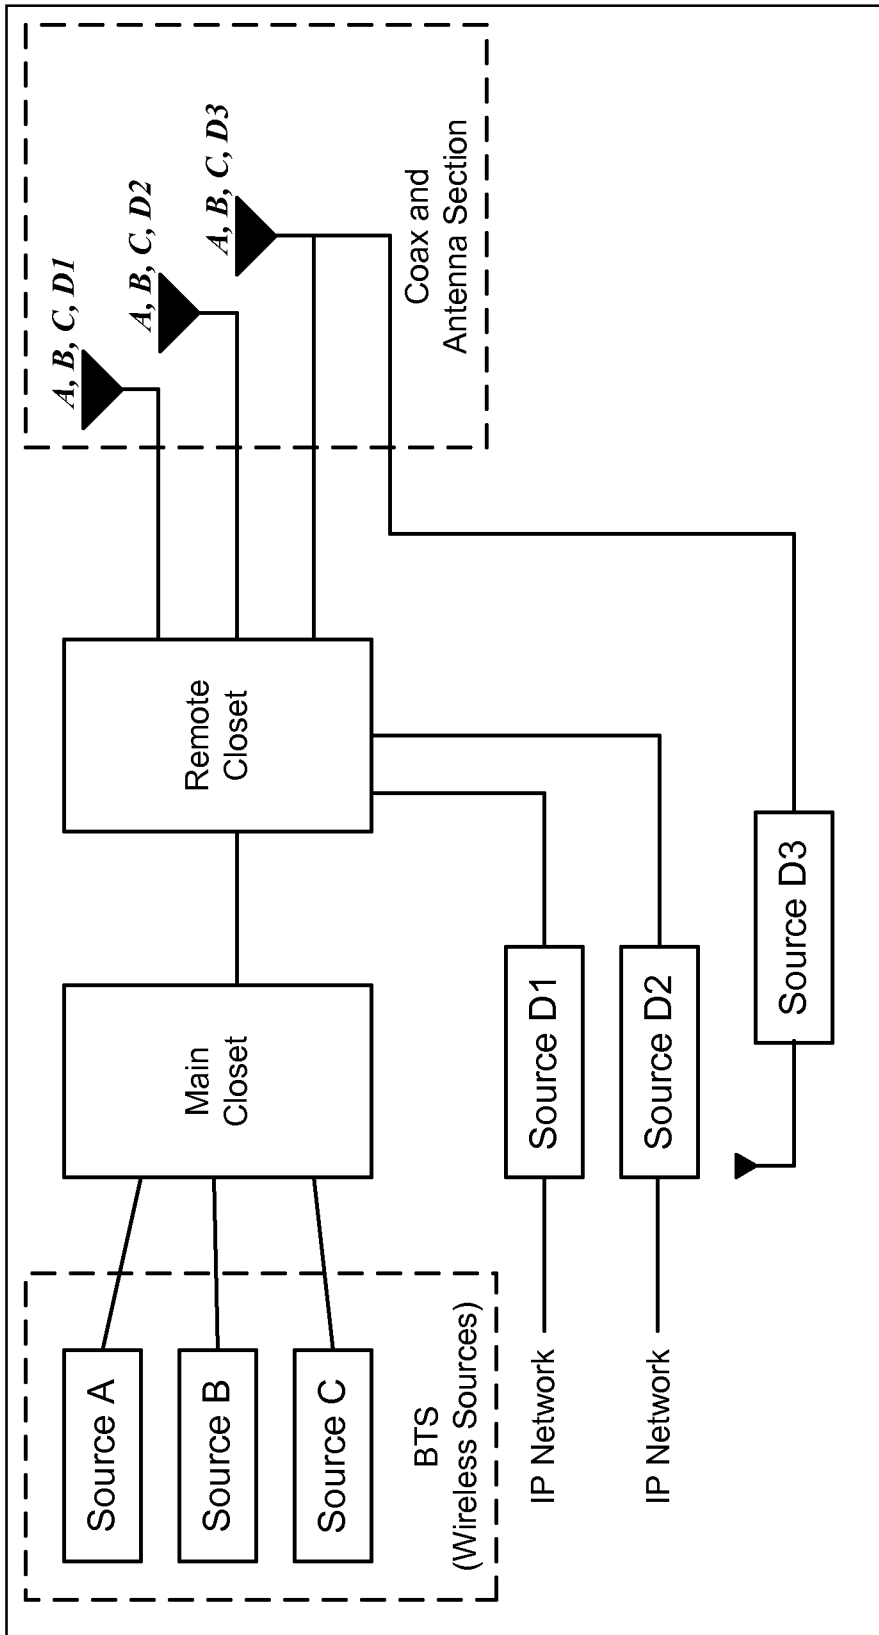 Source A
Source B
Source C
BTS
(Wireless Sources)
IP Network
IP Network
Main
Closet
Source D1
Source D2
Source D3
Remote
Closet
A, B, C, D1
A, B, C, D2
A, B, C, D3
Coax and
Antenna Section